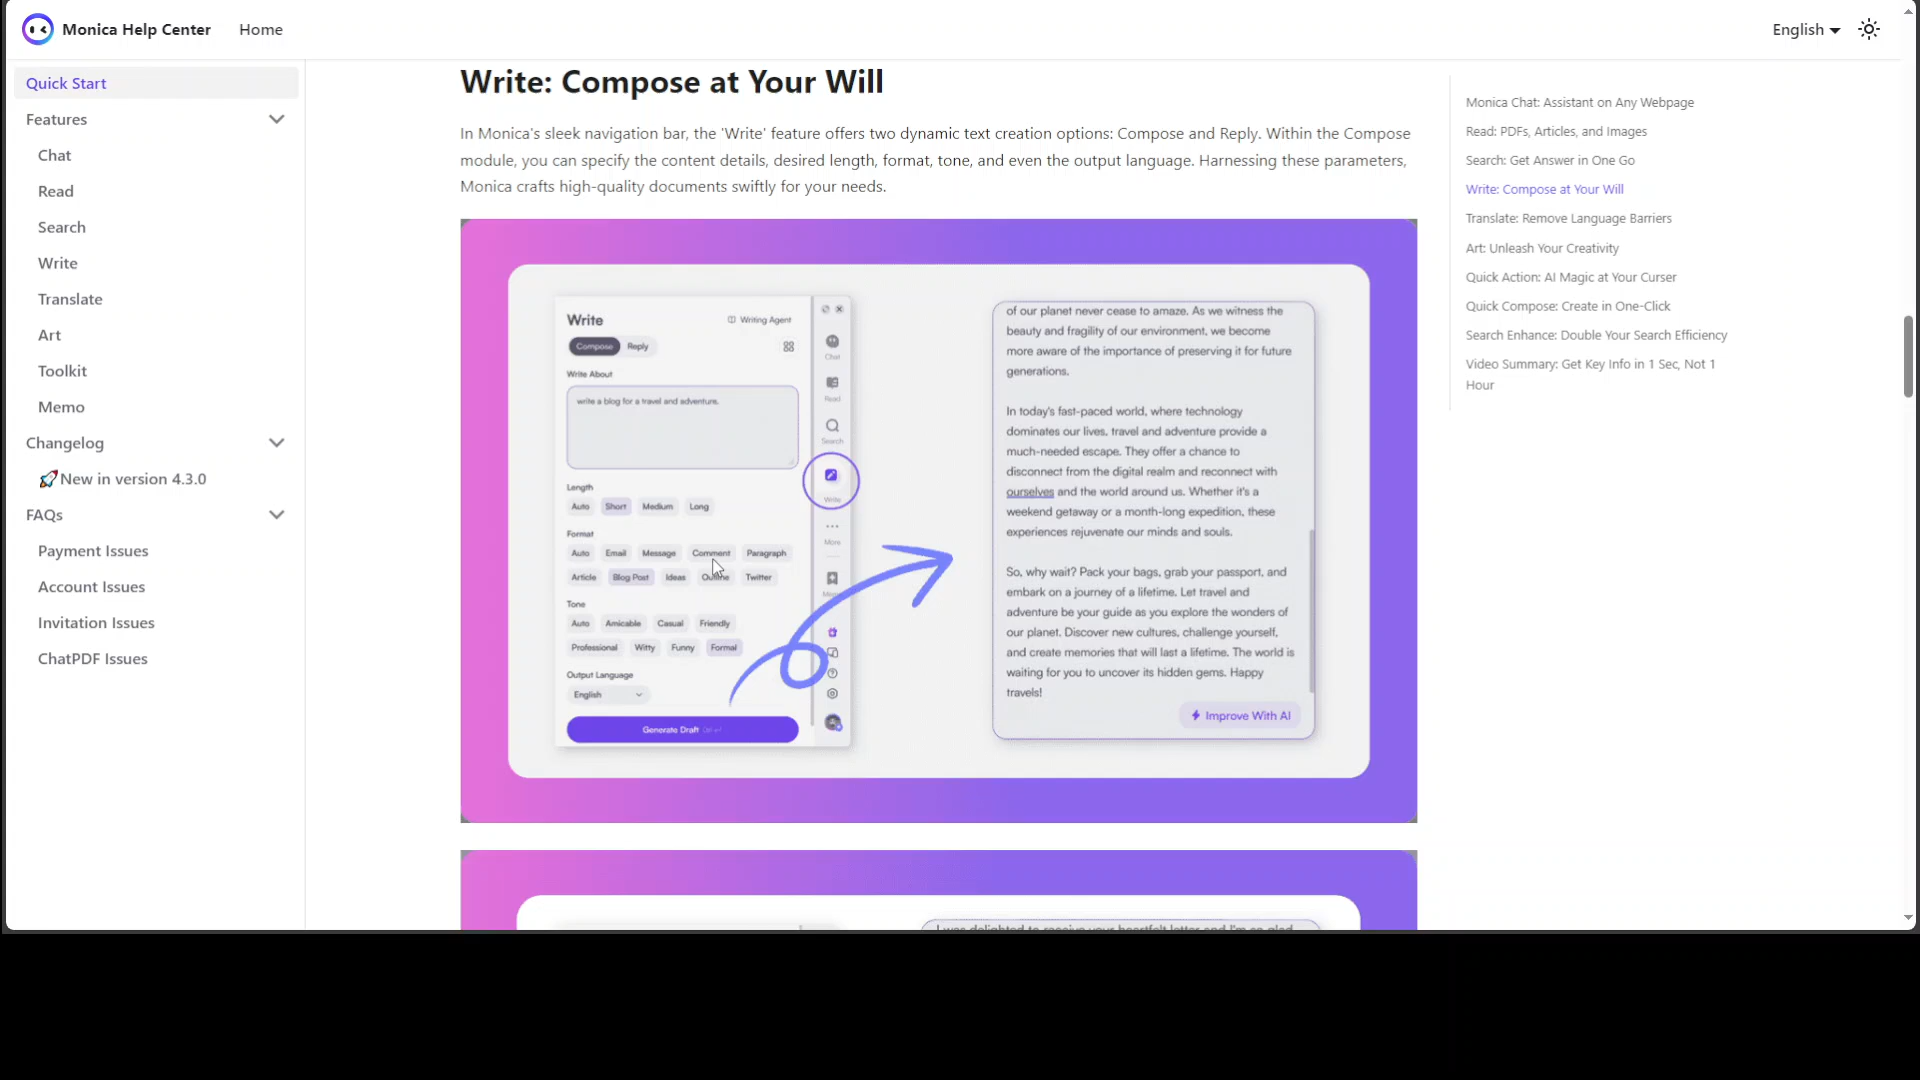 Monica Help Center
Home
English
Quick Start
Features
Chat
Read
Search
Write
Translate
Art
Toolkit
Memo
Changelog
🚀New in version 4.3.0
FAQs
Payment Issues
Account Issues
Invitation Issues
ChatPDF Issues
Write: Compose at Your Will
In Monica's sleek navigation bar, the 'Write' feature offers two dynamic text creation options: Compose and Reply. Within the Compose
module, you can specify the content details, desired length, format, tone, and even the output language. Harnessing these parameters,
Monica crafts high-quality documents swiftly for your needs.
Write
Writing Agent
Compose Reply
Write About
write a blog for a travel and adventure.
Length
Auto Short Medium Long
Format
Auto Email Message Comment Paragraph
Article Blog Post Ideas Outline Twitter
Tone
Auto Amicable Casual Friendly
Professional Witty Funny Formal
Output Language
English
Generate Draft
Chat
Read
Search
Write
More
of our planet never cease to amaze. As we witness the
beauty and fragility of our environment, we become
more aware of the importance of preserving it for future
generations.
In today's fast-paced world, where technology
dominates our lives, travel and adventure provide a
much-needed escape. They offer a chance to
disconnect from the digital realm and reconnect with
ourselves and the world around us. Whether it's a
weekend getaway or a month-long expedition, these
experiences rejuvenate our minds and souls.
So, why wait? Pack your bags, grab your passport, and
embark on a journey of a lifetime. Let travel and
adventure be your guide as you explore the wonders of
our planet. Discover new cultures, challenge yourself,
and create memories that will last a lifetime. The world is
waiting for you to uncover its hidden gems. Happy
travels!
Improve With AI
I was delighted to receive your heartfelt letter and I'm so glad
Monica Chat: Assistant on Any Webpage
Read: PDFs, Articles, and Images
Search: Get Answer in One Go
Write: Compose at Your Will
Translate: Remove Language Barriers
Art: Unleash Your Creativity
Quick Action: AI Magic at Your Curser
Quick Compose: Create in One-Click
Search Enhance: Double Your Search Efficiency
Video Summary: Get Key Info in 1 Sec, Not 1
Hour